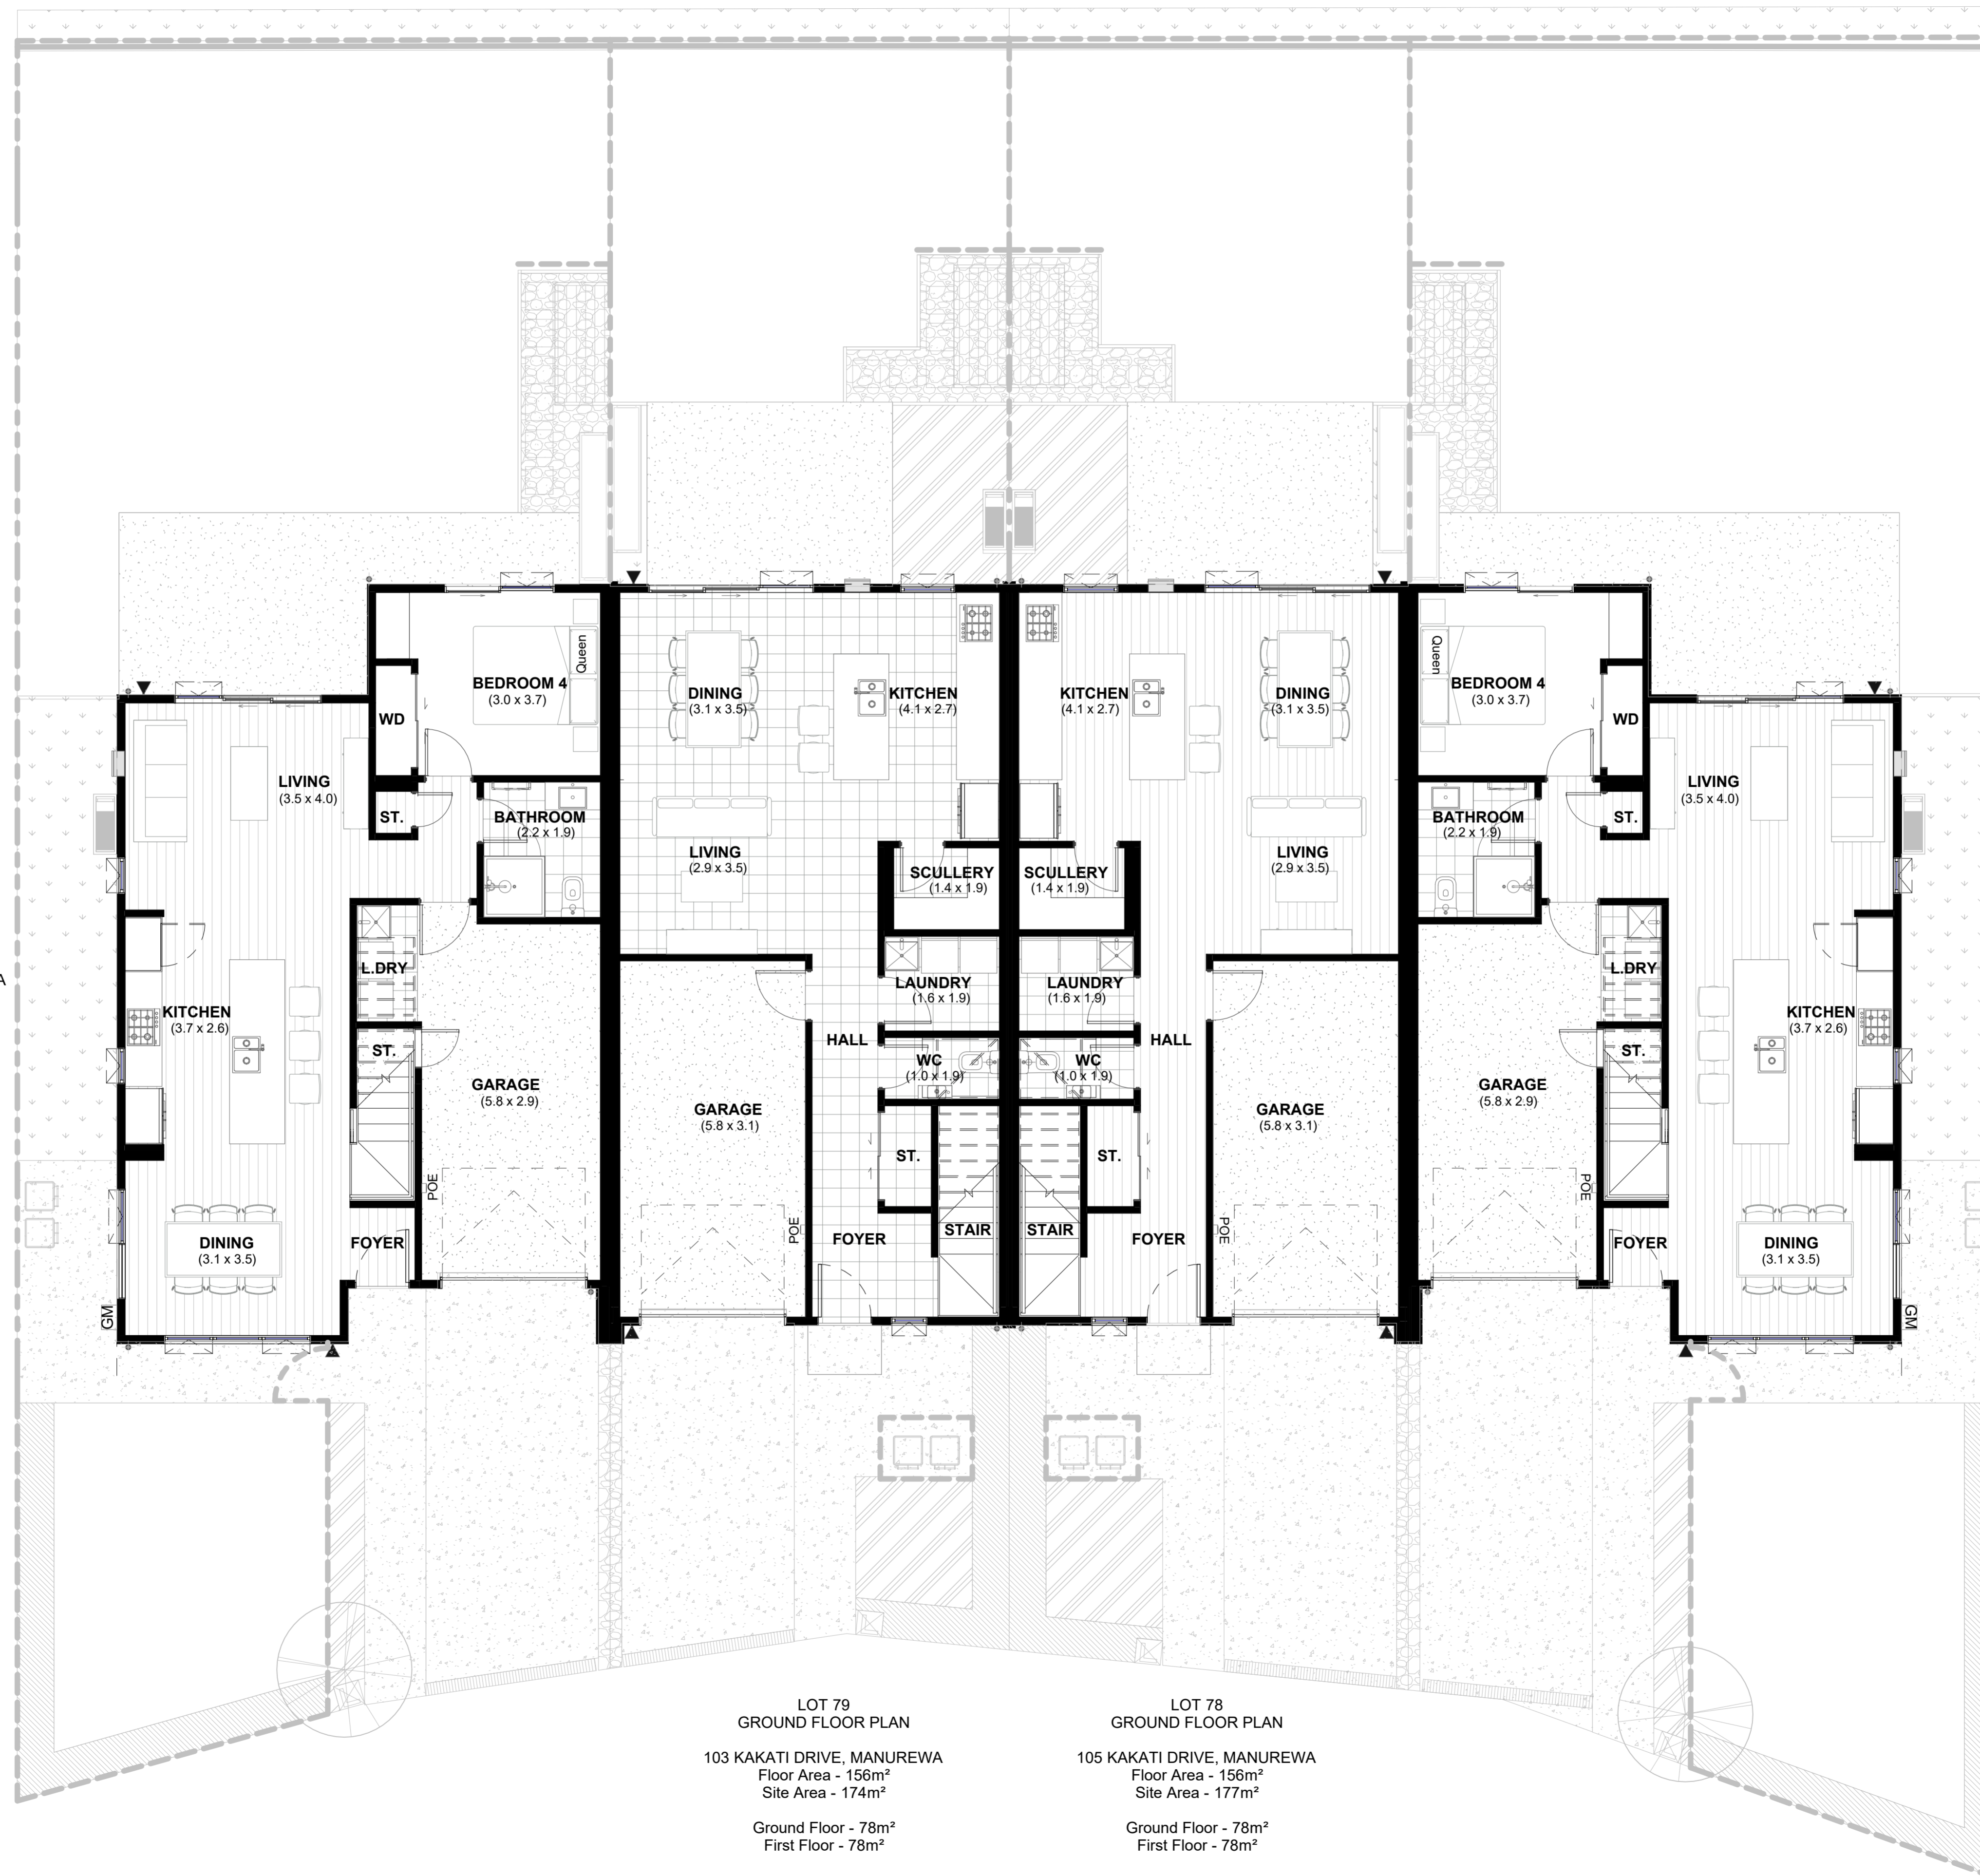 Queen
BEDROOM 4
(3.0 x 3.7)
WD
LIVING
(3.5 x 4.0)
ST.
BATHROOM
(2.2 x 1.9)
L.DRY
KITCHEN
(3.7 x 2.6)
ST.
GARAGE
(5.8 x 2.9)
POE
DINING
(3.1 x 3.5)
FOYER
GM
A
DINING
(3.1 x 3.5)
KITCHEN
(4.1 x 2.7)
LIVING
(2.9 x 3.5)
SCULLERY
(1.4 x 1.9)
LAUNDRY
(1.6 x 1.9)
HALL
WC
(1.0 x 1.9)
GARAGE
(5.8 x 3.1)
ST.
POE
FOYER
STAIR
KITCHEN
(4.1 x 2.7)
DINING
(3.1 x 3.5)
SCULLERY
(1.4 x 1.9)
LIVING
(2.9 x 3.5)
LAUNDRY
(1.6 x 1.9)
HALL
WC
(1.0 x 1.9)
GARAGE
(5.8 x 3.1)
ST.
STAIR
FOYER
POE
Queen
BEDROOM 4
(3.0 x 3.7)
WD
LIVING
(3.5 x 4.0)
BATHROOM
(2.2 x 1.9)
ST.
L.DRY
KITCHEN
(3.7 x 2.6)
ST.
GARAGE
(5.8 x 2.9)
POE
FOYER
DINING
(3.1 x 3.5)
GM
LOT 79
GROUND FLOOR PLAN
103 KAKATI DRIVE, MANUREWA
Floor Area - 156m²
Site Area - 174m²
Ground Floor - 78m²
First Floor - 78m²
LOT 78
GROUND FLOOR PLAN
105 KAKATI DRIVE, MANUREWA
Floor Area - 156m²
Site Area - 177m²
Ground Floor - 78m²
First Floor - 78m²